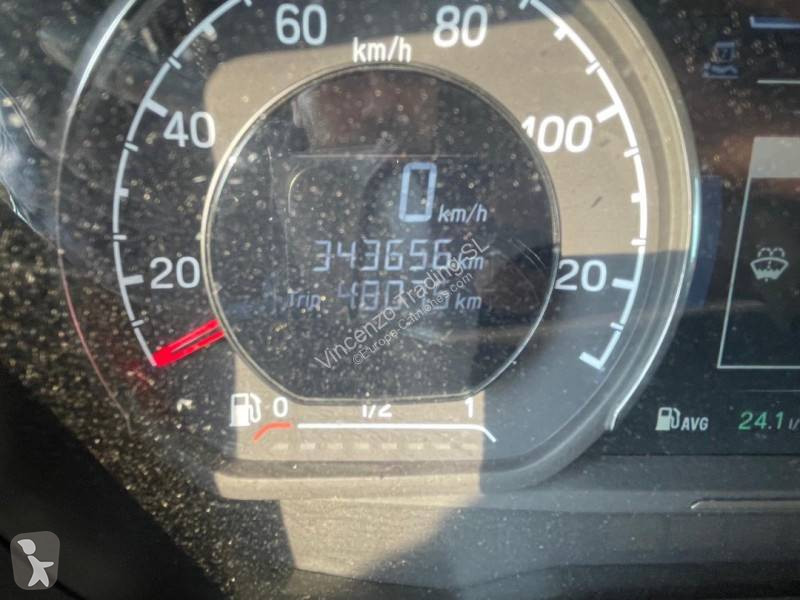 60 80
km/h
40 100
0 km/h
343656 km
20 20
Trip km
Vincenzo Trading SL
©Europe-Camiones.com
0 1/2 1
AVG 24.1